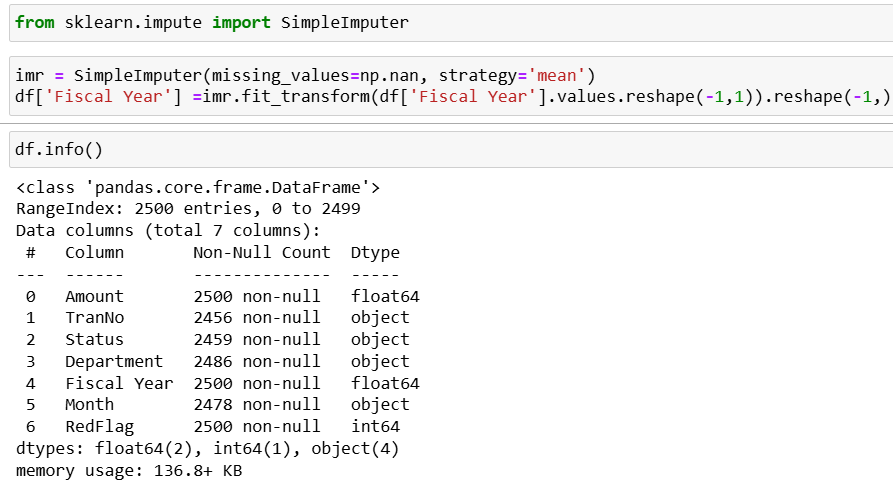 from sklearn.impute import SimpleImputer
imr = SimpleImputer(missing_values=np.nan, strategy='mean')
df['Fiscal Year'] =imr.fit_transform(df['Fiscal Year'].values.reshape(-1,1)).reshape(-1,)
df.info()
<class 'pandas.core.frame.DataFrame'>
RangeIndex: 2500 entries, 0 to 2499
Data columns (total 7 columns):
 #   Column       Non-Null Count  Dtype
---  ------       --------------  -----
 0   Amount       2500 non-null   float64
 1   TranNo       2456 non-null   object
 2   Status       2459 non-null   object
 3   Department   2486 non-null   object
 4   Fiscal Year  2500 non-null   float64
 5   Month        2478 non-null   object
 6   RedFlag      2500 non-null   int64
dtypes: float64(2), int64(1), object(4)
memory usage: 136.8+ KB